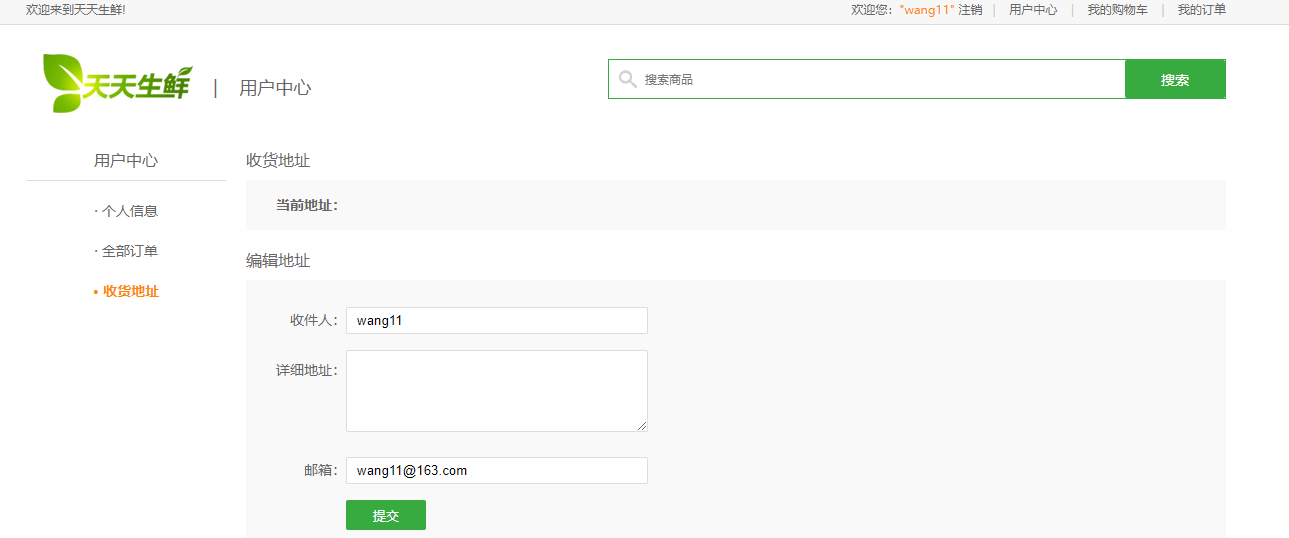 欢迎来到天天生鲜!
欢迎您："wang11" 注销 | 用户中心 | 我的购物车 | 我的订单
天天生鲜 | 用户中心
搜索商品 搜索
用户中心
· 个人信息
· 全部订单
• 收货地址
收货地址
当前地址：
编辑地址
收件人： wang11
详细地址：
邮箱： wang11@163.com
提交